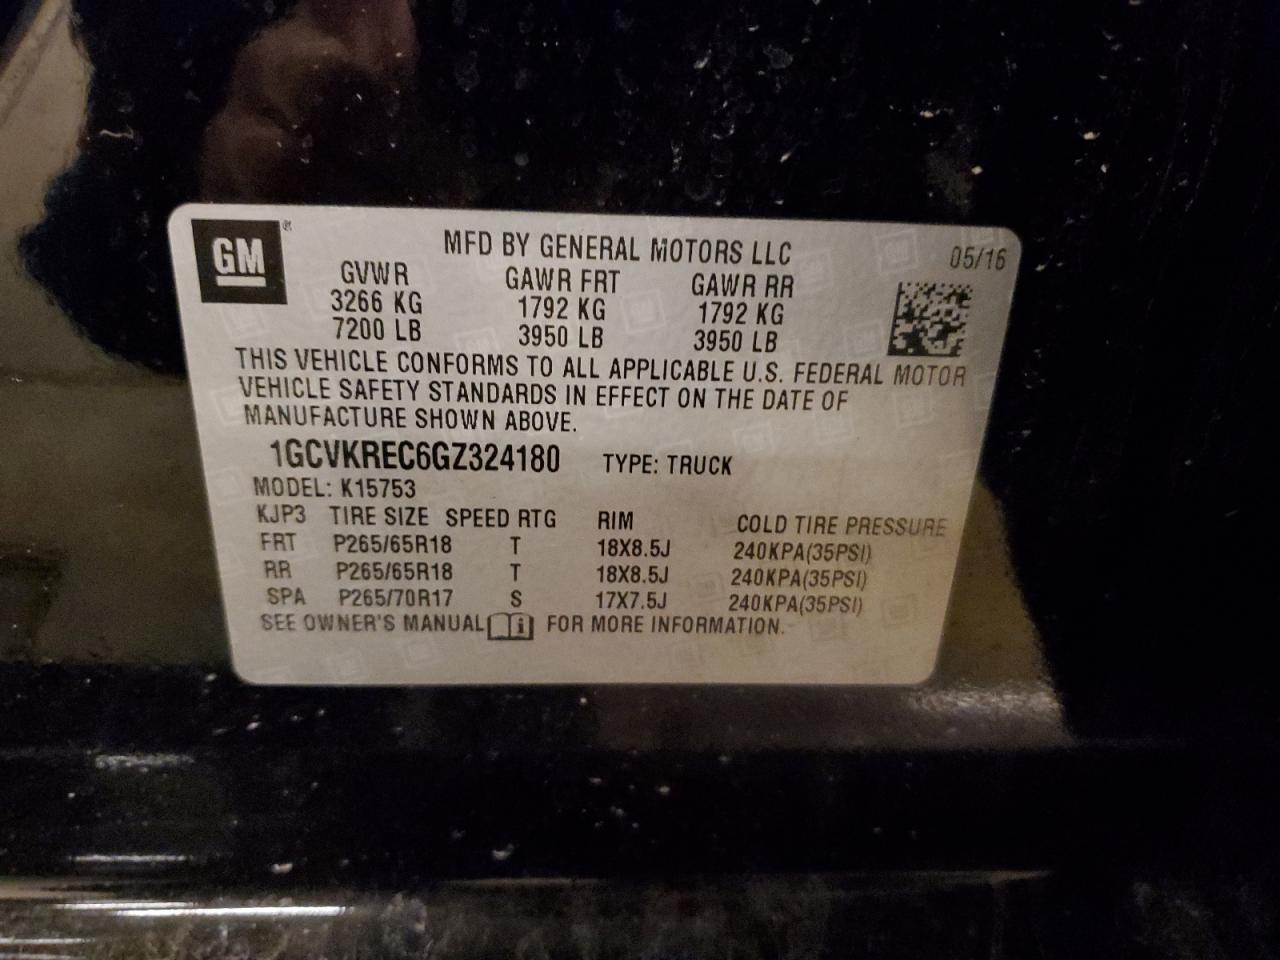 GM
MFD BY GENERAL MOTORS LLC 05/16
GVWR GAWR FRT GAWR RR
3266 KG 1792 KG 1792 KG
7200 LB 3950 LB 3950 LB
THIS VEHICLE CONFORMS TO ALL APPLICABLE U.S. FEDERAL MOTOR
VEHICLE SAFETY STANDARDS IN EFFECT ON THE DATE OF
MANUFACTURE SHOWN ABOVE.
1GCVKREC6GZ324180 TYPE: TRUCK
MODEL: K15753
KJP3 TIRE SIZE SPEED RTG RIM COLD TIRE PRESSURE
FRT P265/65R18 T 18X8.5J 240KPA(35PSI)
RR P265/65R18 T 18X8.5J 240KPA(35PSI)
SPA P265/70R17 S 17X7.5J 240KPA(35PSI)
SEE OWNER'S MANUAL i FOR MORE INFORMATION.